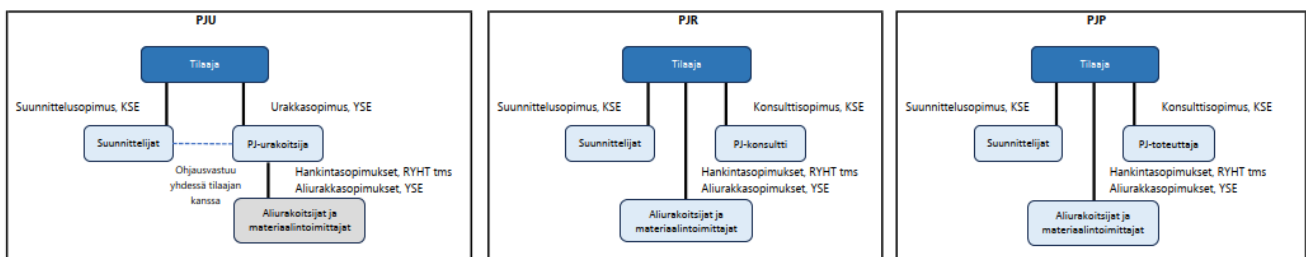 PJU
Tilaaja
Suunnittelusopimus, KSE
Urakkasopimus, YSE
Suunnittelijat
PJ-urakoitsija
Ohjausvastuu
yhdessä tilaajan
kanssa
Hankintasopimukset, RYHT tms
Aliurakkasopimukset, YSE
Aliurakoitsijat ja
materiaalintoimittajat
PJR
Tilaaja
Suunnittelusopimus, KSE
Konsulttisopimus, KSE
Suunnittelijat
PJ-konsultti
Hankintasopimukset, RYHT tms
Aliurakkasopimukset, YSE
Aliurakoitsijat ja
materiaalintoimittajat
PJP
Tilaaja
Suunnittelusopimus, KSE
Konsulttisopimus, KSE
Suunnittelijat
PJ-toteuttaja
Hankintasopimukset, RYHT tms
Aliurakkasopimukset, YSE
Aliurakoitsijat ja
materiaalintoimittajat